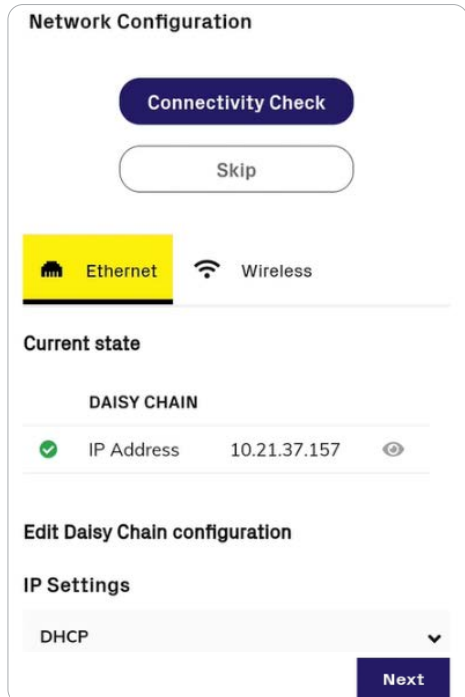 Network Configuration
Connectivity Check
Skip
Ethernet
Wireless
Current state
DAISY CHAIN
IP Address 10.21.37.157
Edit Daisy Chain configuration
IP Settings
DHCP
Next